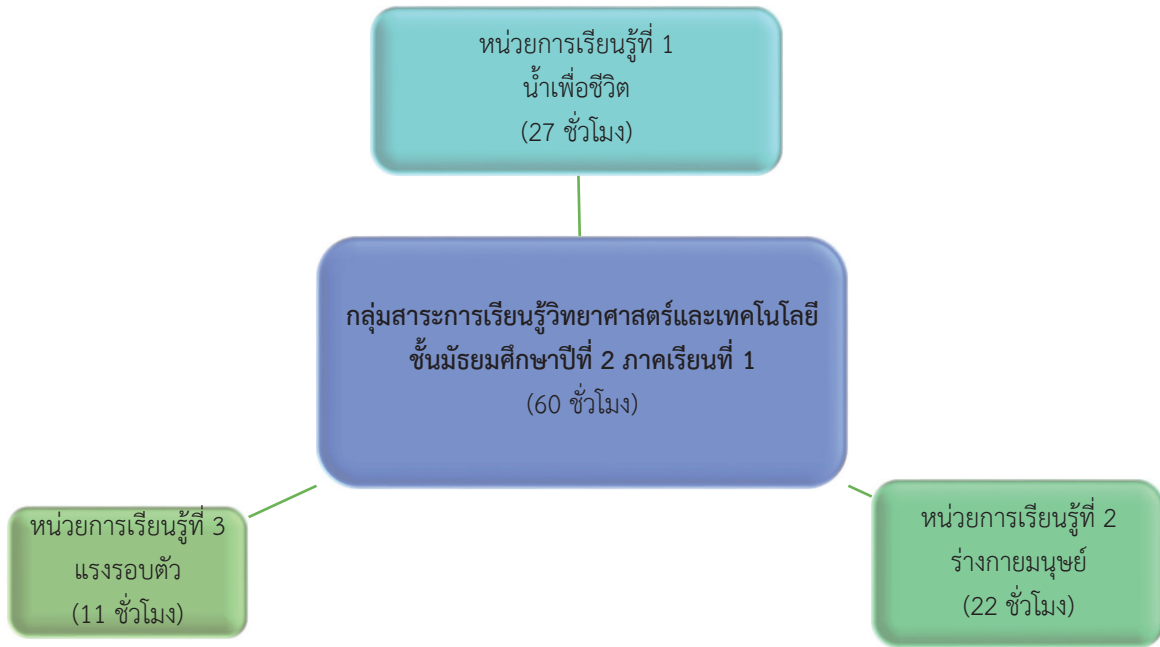 หน่วยการเรียนรู้ที่ 1
น้ำเพื่อชีวิต
(27 ชั่วโมง)
กลุ่มสาระการเรียนรู้วิทยาศาสตร์และเทคโนโลยี
ชั้นมัธยมศึกษาปีที่ 2 ภาคเรียนที่ 1
(60 ชั่วโมง)
หน่วยการเรียนรู้ที่ 3
แรงรอบตัว
(11 ชั่วโมง)
หน่วยการเรียนรู้ที่ 2
ร่างกายมนุษย์
(22 ชั่วโมง)